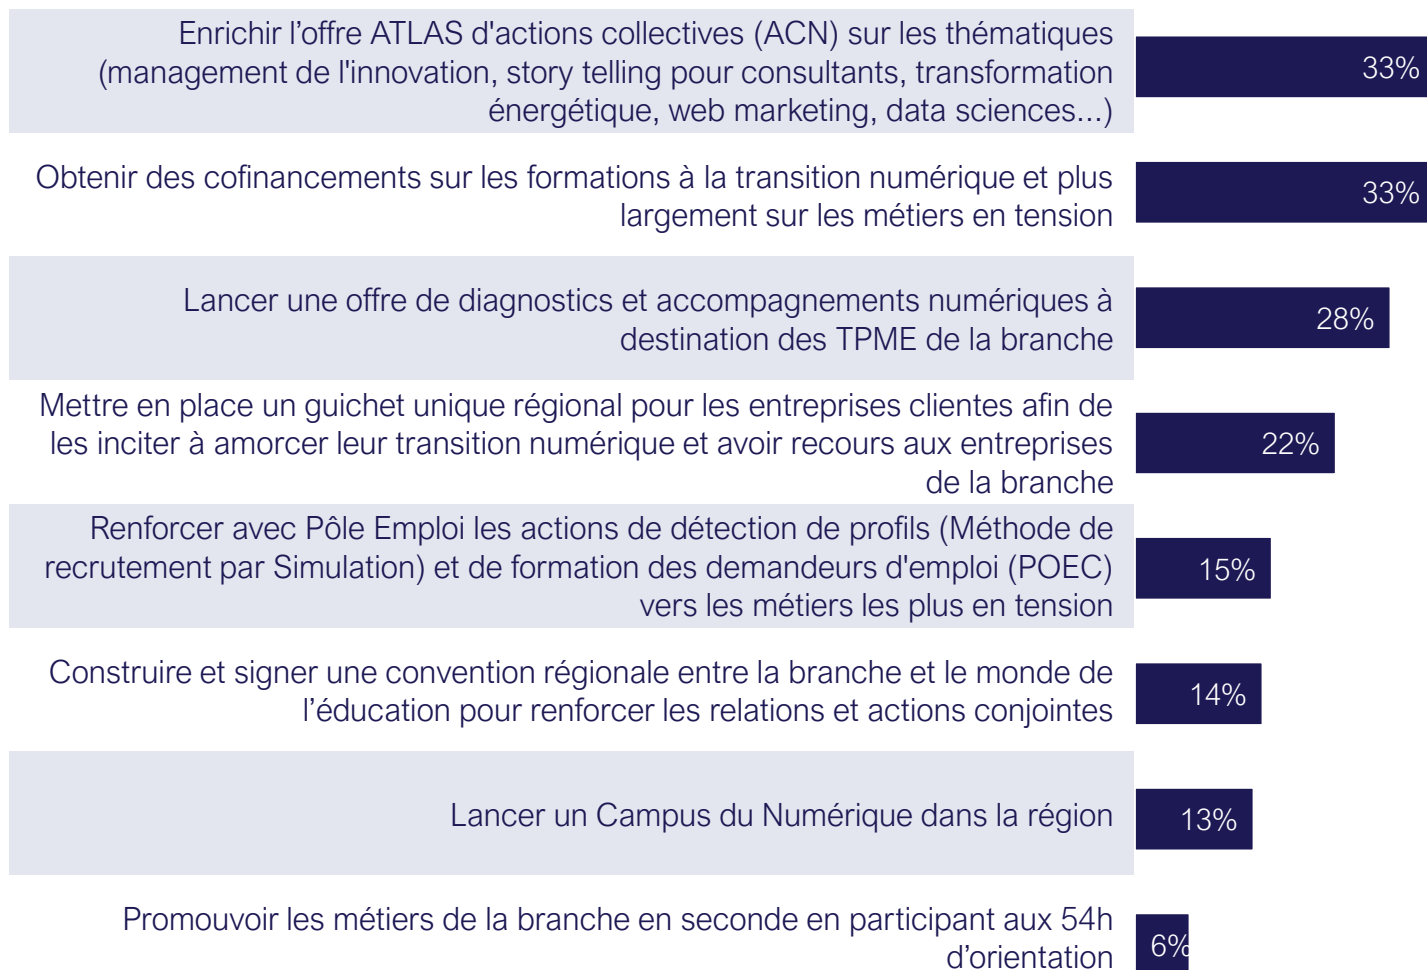 Enrichir l’offre ATLAS d'actions collectives (ACN) sur les thématiques
(management de l'innovation, story telling pour consultants, transformation
énergétique, web marketing, data sciences...)
33%
Obtenir des cofinancements sur les formations à la transition numérique et plus
largement sur les métiers en tension
33%
Lancer une offre de diagnostics et accompagnements numériques à
destination des TPME de la branche
28%
Mettre en place un guichet unique régional pour les entreprises clientes afin de
les inciter à amorcer leur transition numérique et avoir recours aux entreprises
de la branche
22%
Renforcer avec Pôle Emploi les actions de détection de profils (Méthode de
recrutement par Simulation) et de formation des demandeurs d'emploi (POEC)
vers les métiers les plus en tension
15%
Construire et signer une convention régionale entre la branche et le monde de
l’éducation pour renforcer les relations et actions conjointes
14%
Lancer un Campus du Numérique dans la région
13%
Promouvoir les métiers de la branche en seconde en participant aux 54h
d’orientation
6%